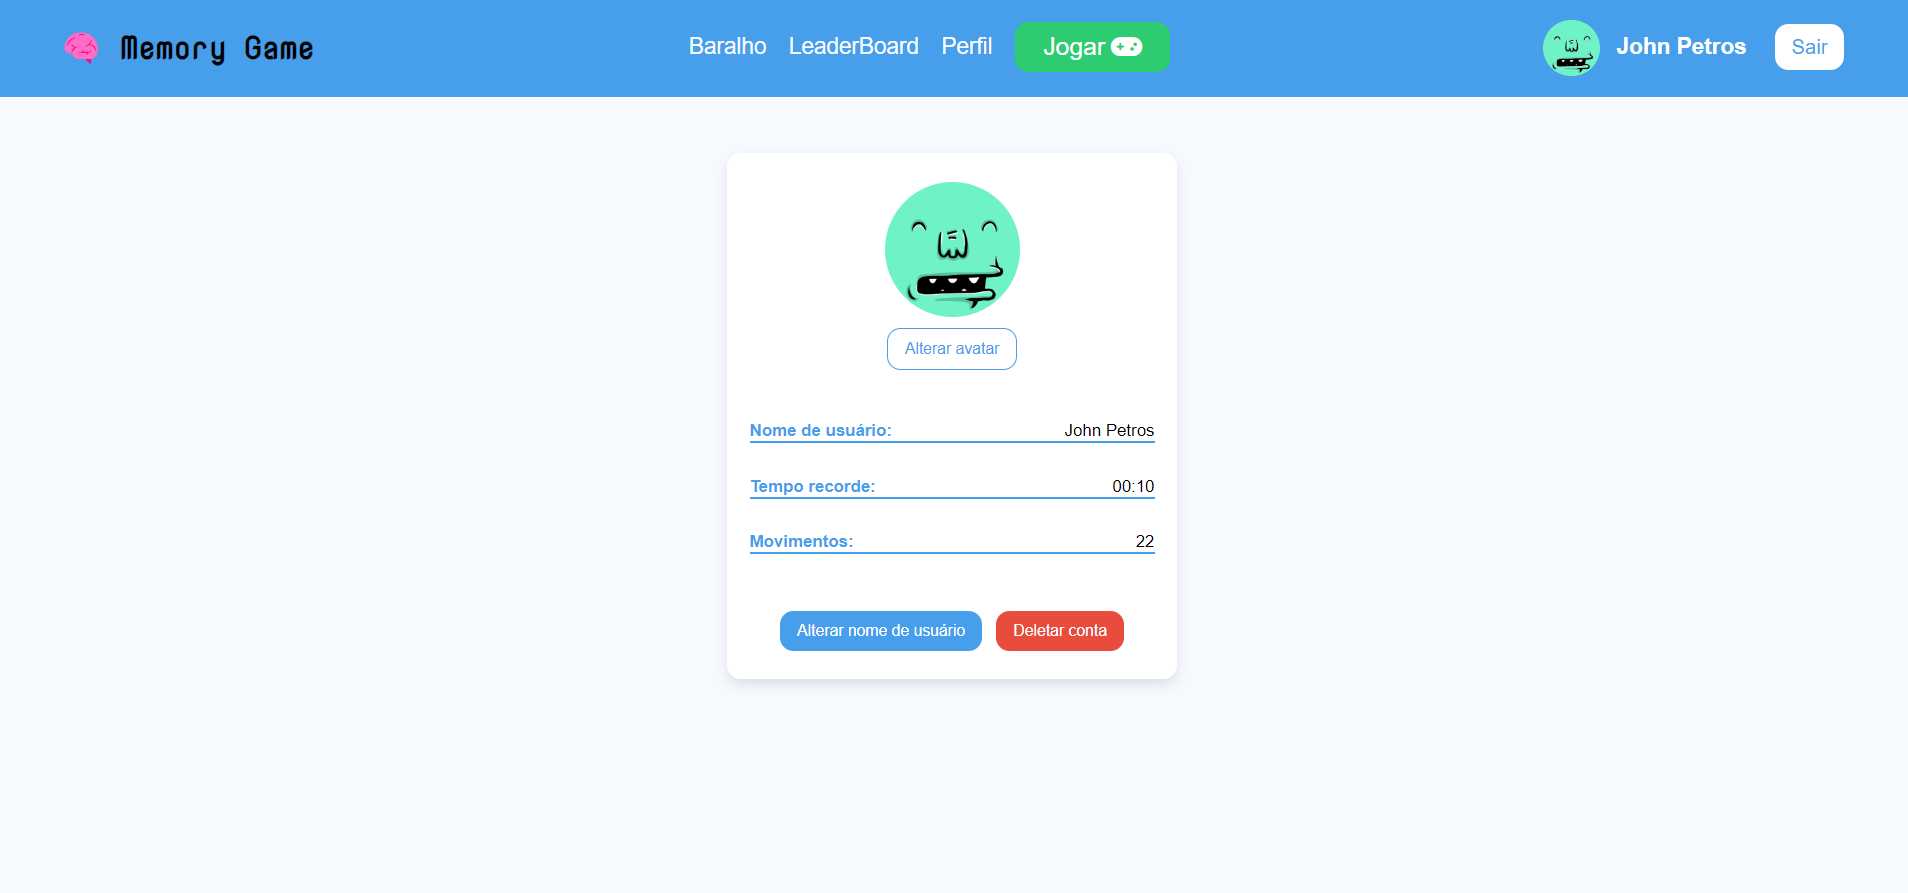 Memory Game
Baralho LeaderBoard Perfil Jogar
John Petros Sair
Alterar avatar
Nome de usuário: John Petros
Tempo recorde: 00:10
Movimentos: 22
Alterar nome de usuário Deletar conta